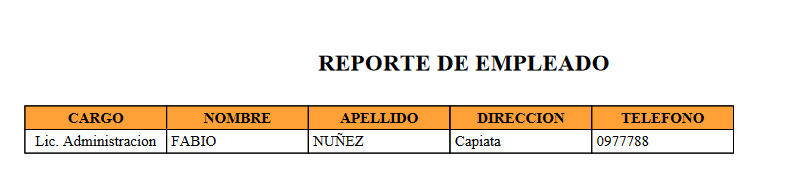 REPORTE DE EMPLEADO
CARGO NOMBRE APELLIDO DIRECCION TELEFONO
Lic. Administracion FABIO NUÑEZ Capiata 0977788